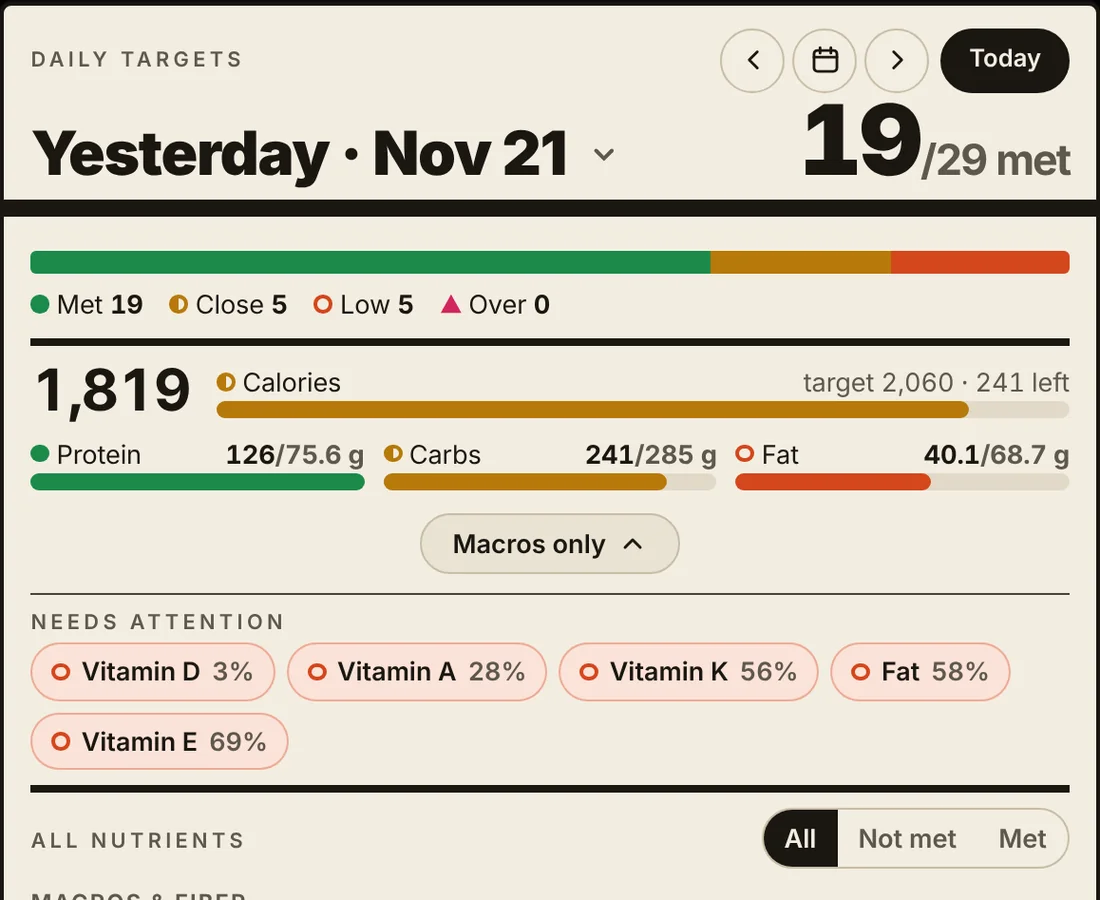 DAILY TARGETS
Today
Yesterday · Nov 21
19/29 met
Met 19 Close 5 Low 5 Over 0
1,819 Calories target 2,060 · 241 left
Protein 126/75.6 g Carbs 241/285 g Fat 40.1/68.7 g
Macros only
NEEDS ATTENTION
Vitamin D 3% Vitamin A 28% Vitamin K 56% Fat 58%
Vitamin E 69%
ALL NUTRIENTS All Not met Met
MACROS & FIBER